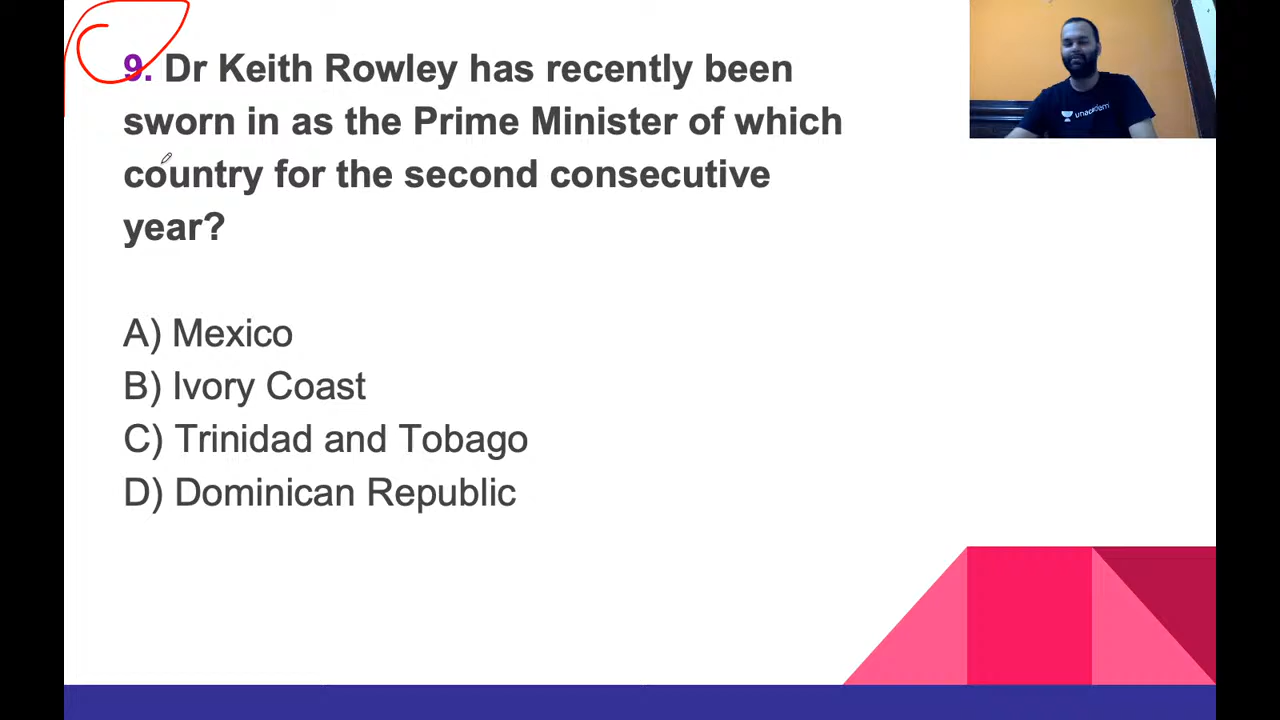 9. Dr Keith Rowley has recently been
sworn in as the Prime Minister of which
country for the second consecutive
year?
A) Mexico
B) Ivory Coast
C) Trinidad and Tobago
D) Dominican Republic